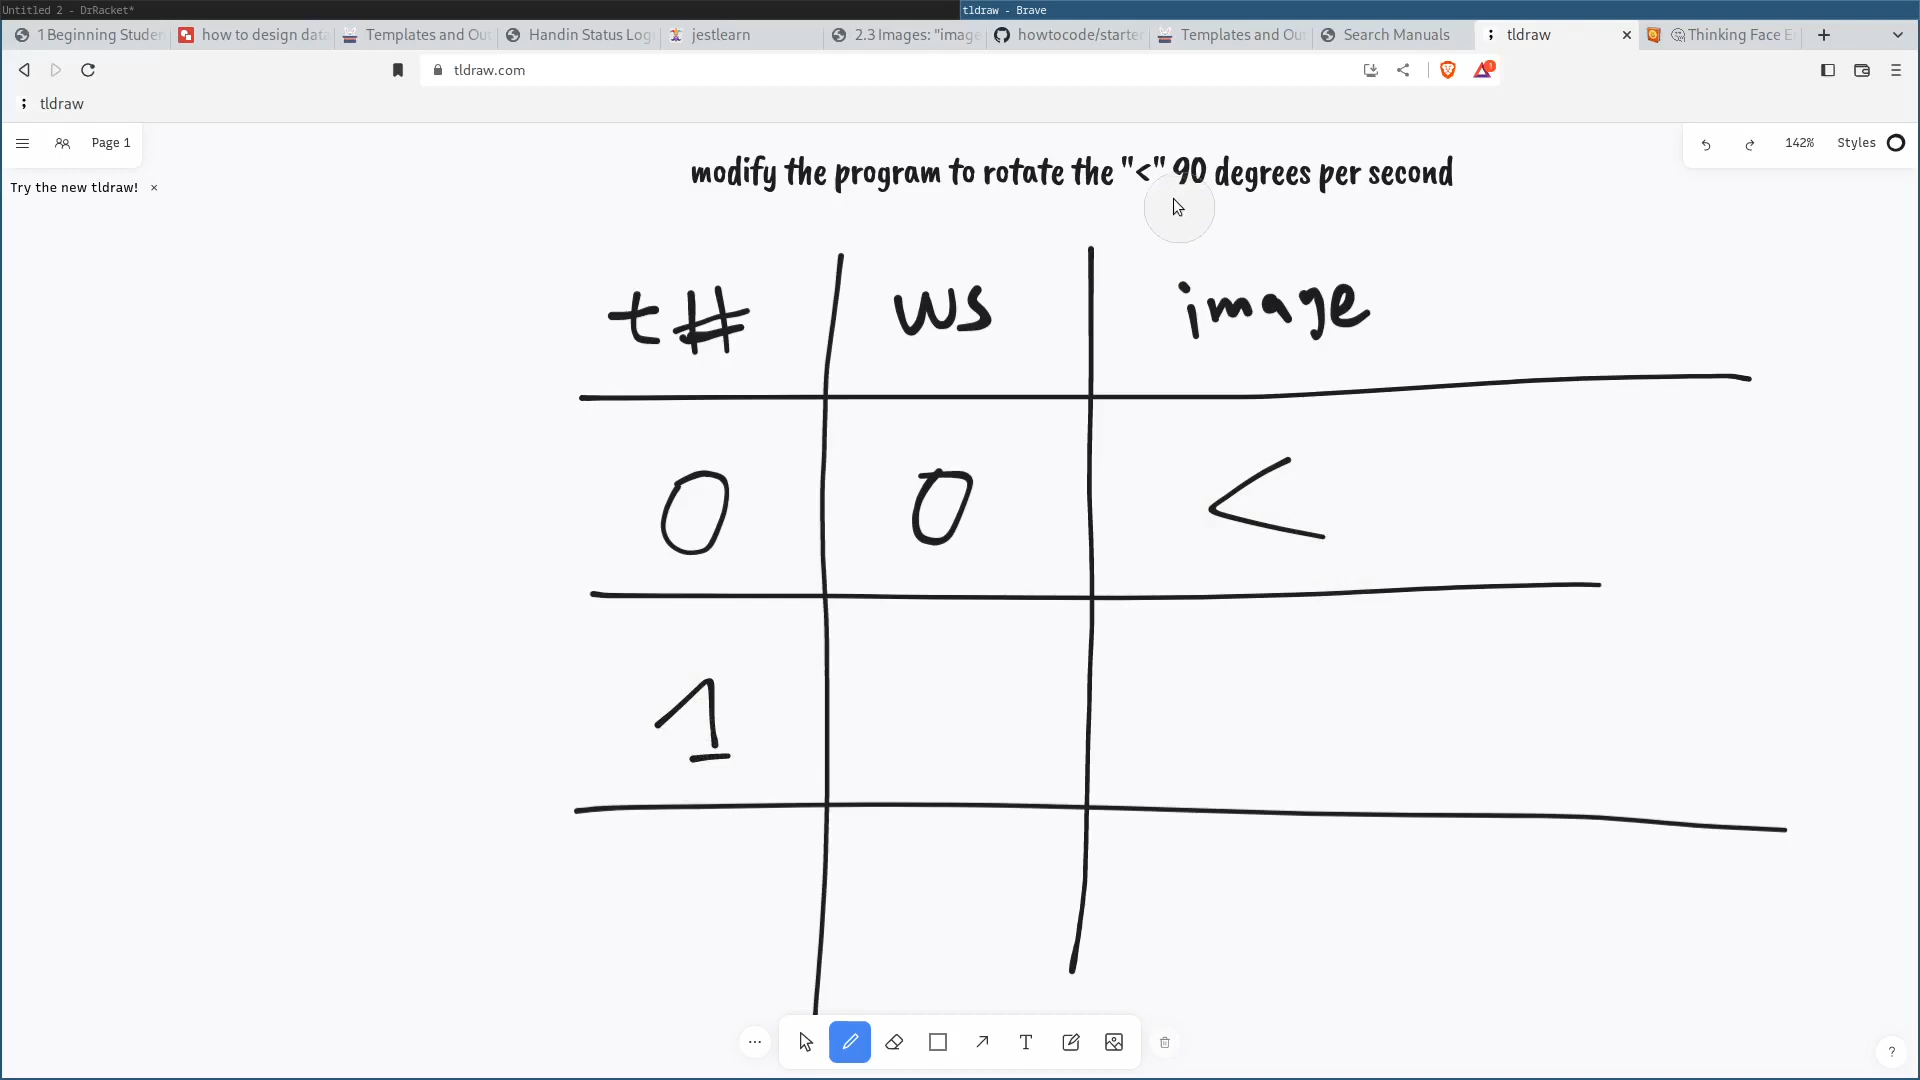 Untitled 2 - DrRacket*
tldraw - Brave
1 Beginning Studen
how to design data
Templates and Out
Handin Status Log
jestlearn
2.3 Images: "image
howtocode/starter
Templates and Out
Search Manuals
tldraw
Thinking Face E
tldraw.com
tldraw
Page 1
142%
Styles
Try the new tldraw!
modify the program to rotate the "<" 90 degrees per second
t# ws image
0 0 <
1
T
?